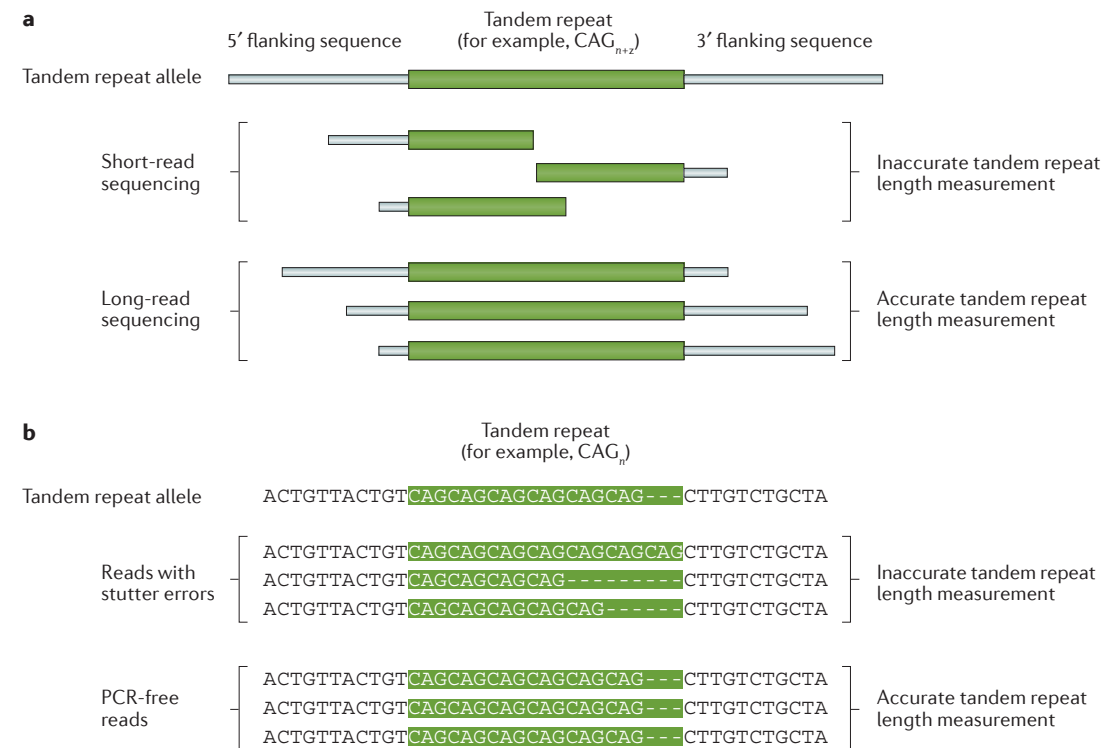 a
Tandem repeat
(for example, CAGn+z)
5′ flanking sequence
3′ flanking sequence
Tandem repeat allele
Short-read
sequencing
Inaccurate tandem repeat
length measurement
Long-read
sequencing
Accurate tandem repeat
length measurement
b
Tandem repeat
(for example, CAGn)
Tandem repeat allele
ACTGTTACTGTCAGCAGCAGCAGCAGCAG---CTTGTCTGCTA
Reads with
stutter errors
ACTGTTACTGTCAGCAGCAGCAGCAGCAGCAGCTTGTCTGCTA
ACTGTTACTGTCAGCAGCAGCAG---------CTTGTCTGCTA
ACTGTTACTGTCAGCAGCAGCAGCAG------CTTGTCTGCTA
Inaccurate tandem repeat
length measurement
PCR-free
reads
ACTGTTACTGTCAGCAGCAGCAGCAGCAG---CTTGTCTGCTA
ACTGTTACTGTCAGCAGCAGCAGCAGCAG---CTTGTCTGCTA
ACTGTTACTGTCAGCAGCAGCAGCAGCAG---CTTGTCTGCTA
Accurate tandem repeat
length measurement